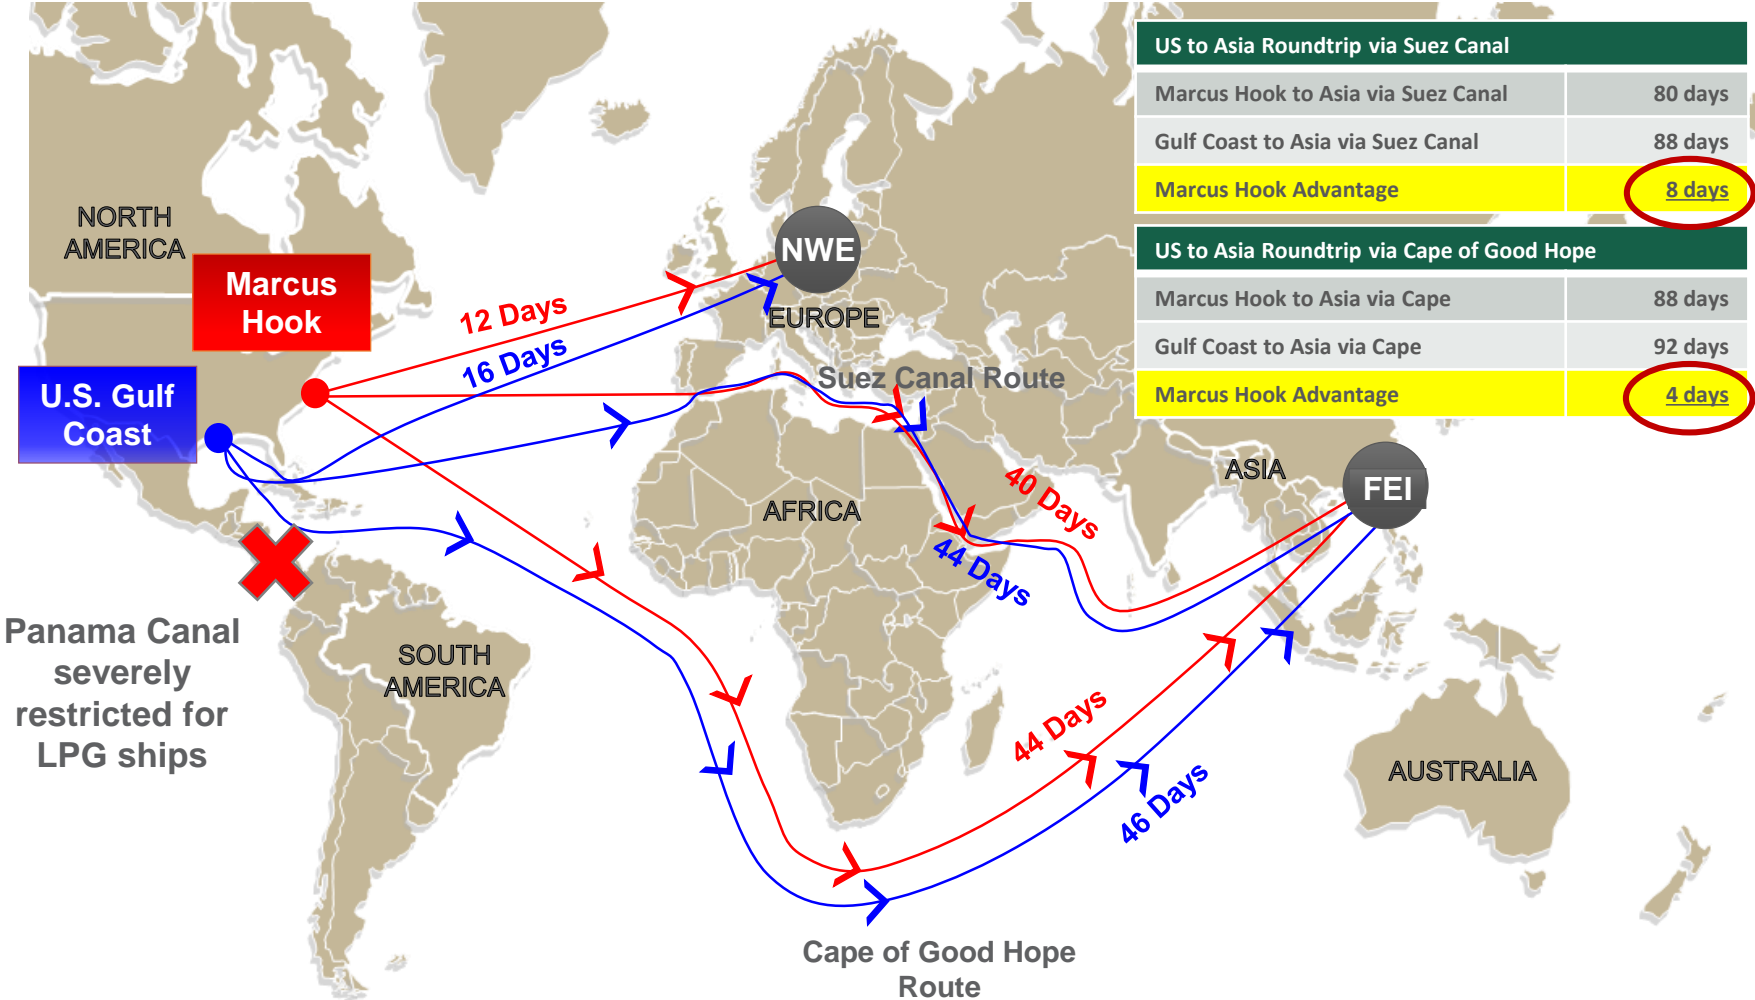 US to Asia Roundtrip via Suez Canal
Marcus Hook to Asia via Suez Canal 80 days
Gulf Coast to Asia via Suez Canal 88 days
Marcus Hook Advantage 8 days
US to Asia Roundtrip via Cape of Good Hope
Marcus Hook to Asia via Cape 88 days
Gulf Coast to Asia via Cape 92 days
Marcus Hook Advantage 4 days
NORTH
AMERICA
Marcus
Hook
U.S. Gulf
Coast
12 Days
16 Days
NWE
EUROPE
Suez Canal Route
40 Days
44 Days
ASIA
FEI
AFRICA
Panama Canal
severely
restricted for
LPG ships
SOUTH
AMERICA
44 Days
46 Days
AUSTRALIA
Cape of Good Hope
Route